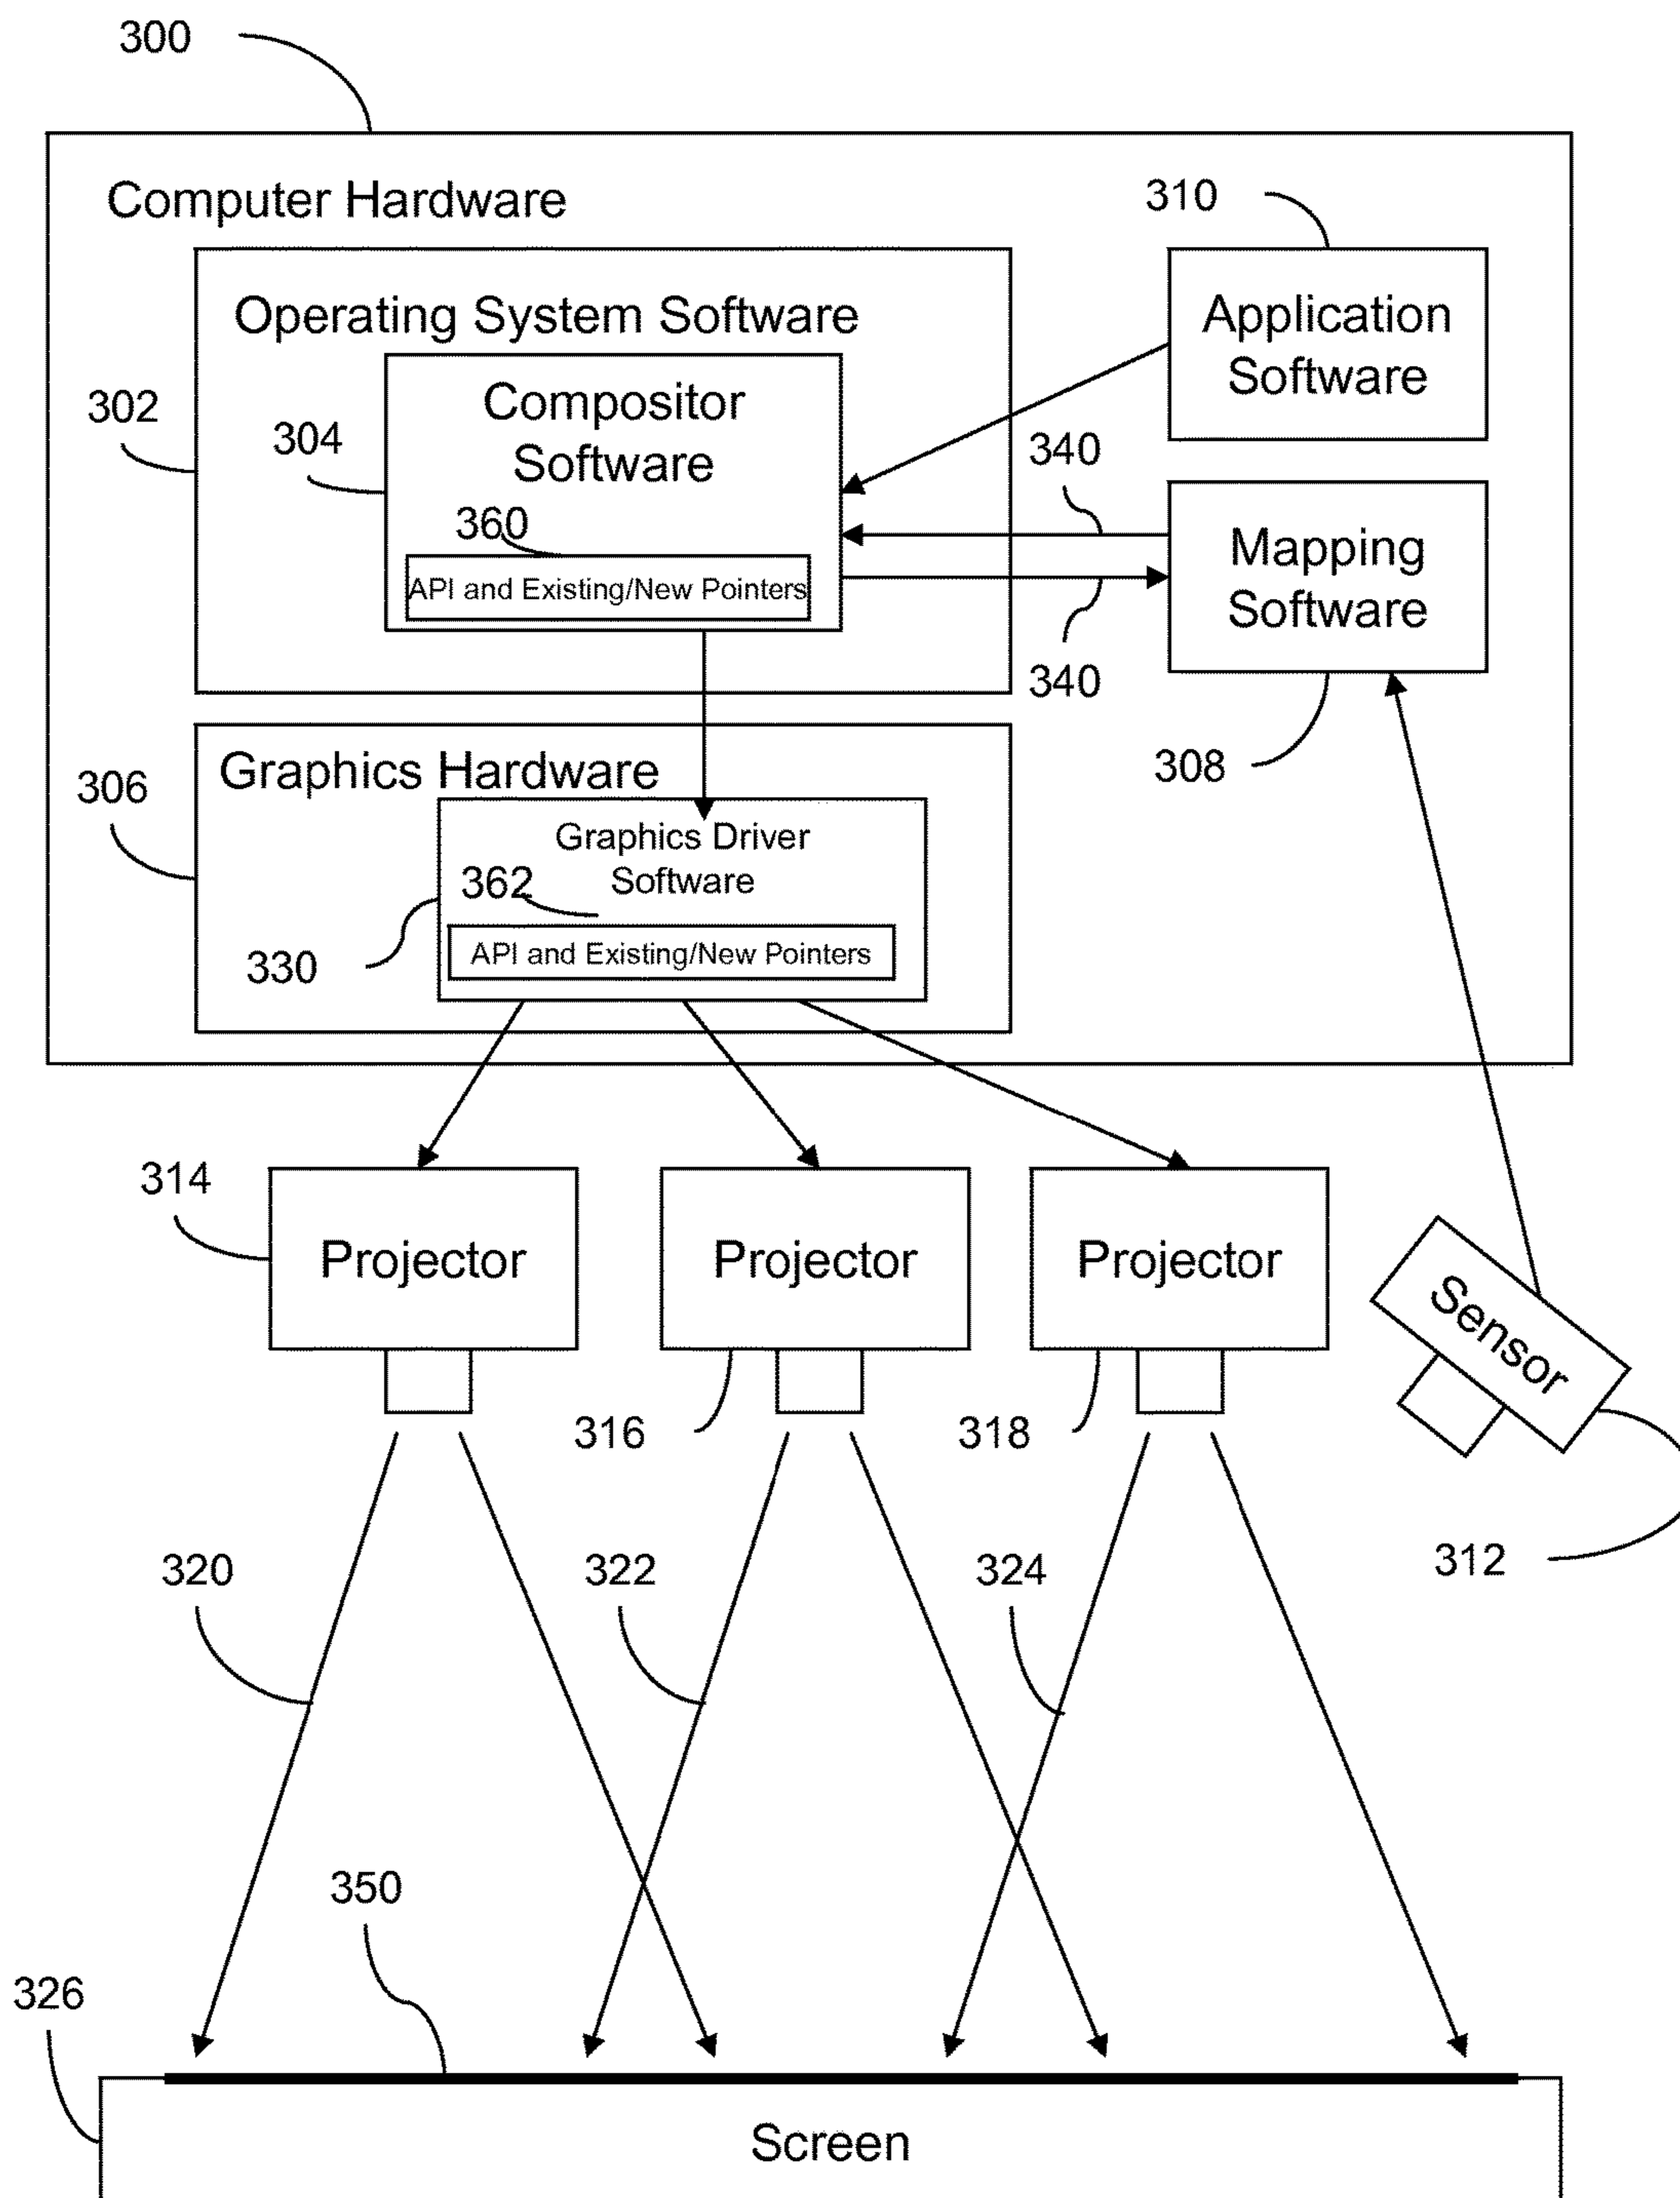 300
Computer Hardware
310
Operating System Software
Application
Software
302
304
Compositor
Software
340
360
API and Existing/New Pointers
Mapping
Software
340
306
Graphics Hardware
308
Graphics Driver
Software
362
API and Existing/New Pointers
330
314
Projector
Projector
Projector
Sensor
316
318
312
320
322
324
350
326
Screen